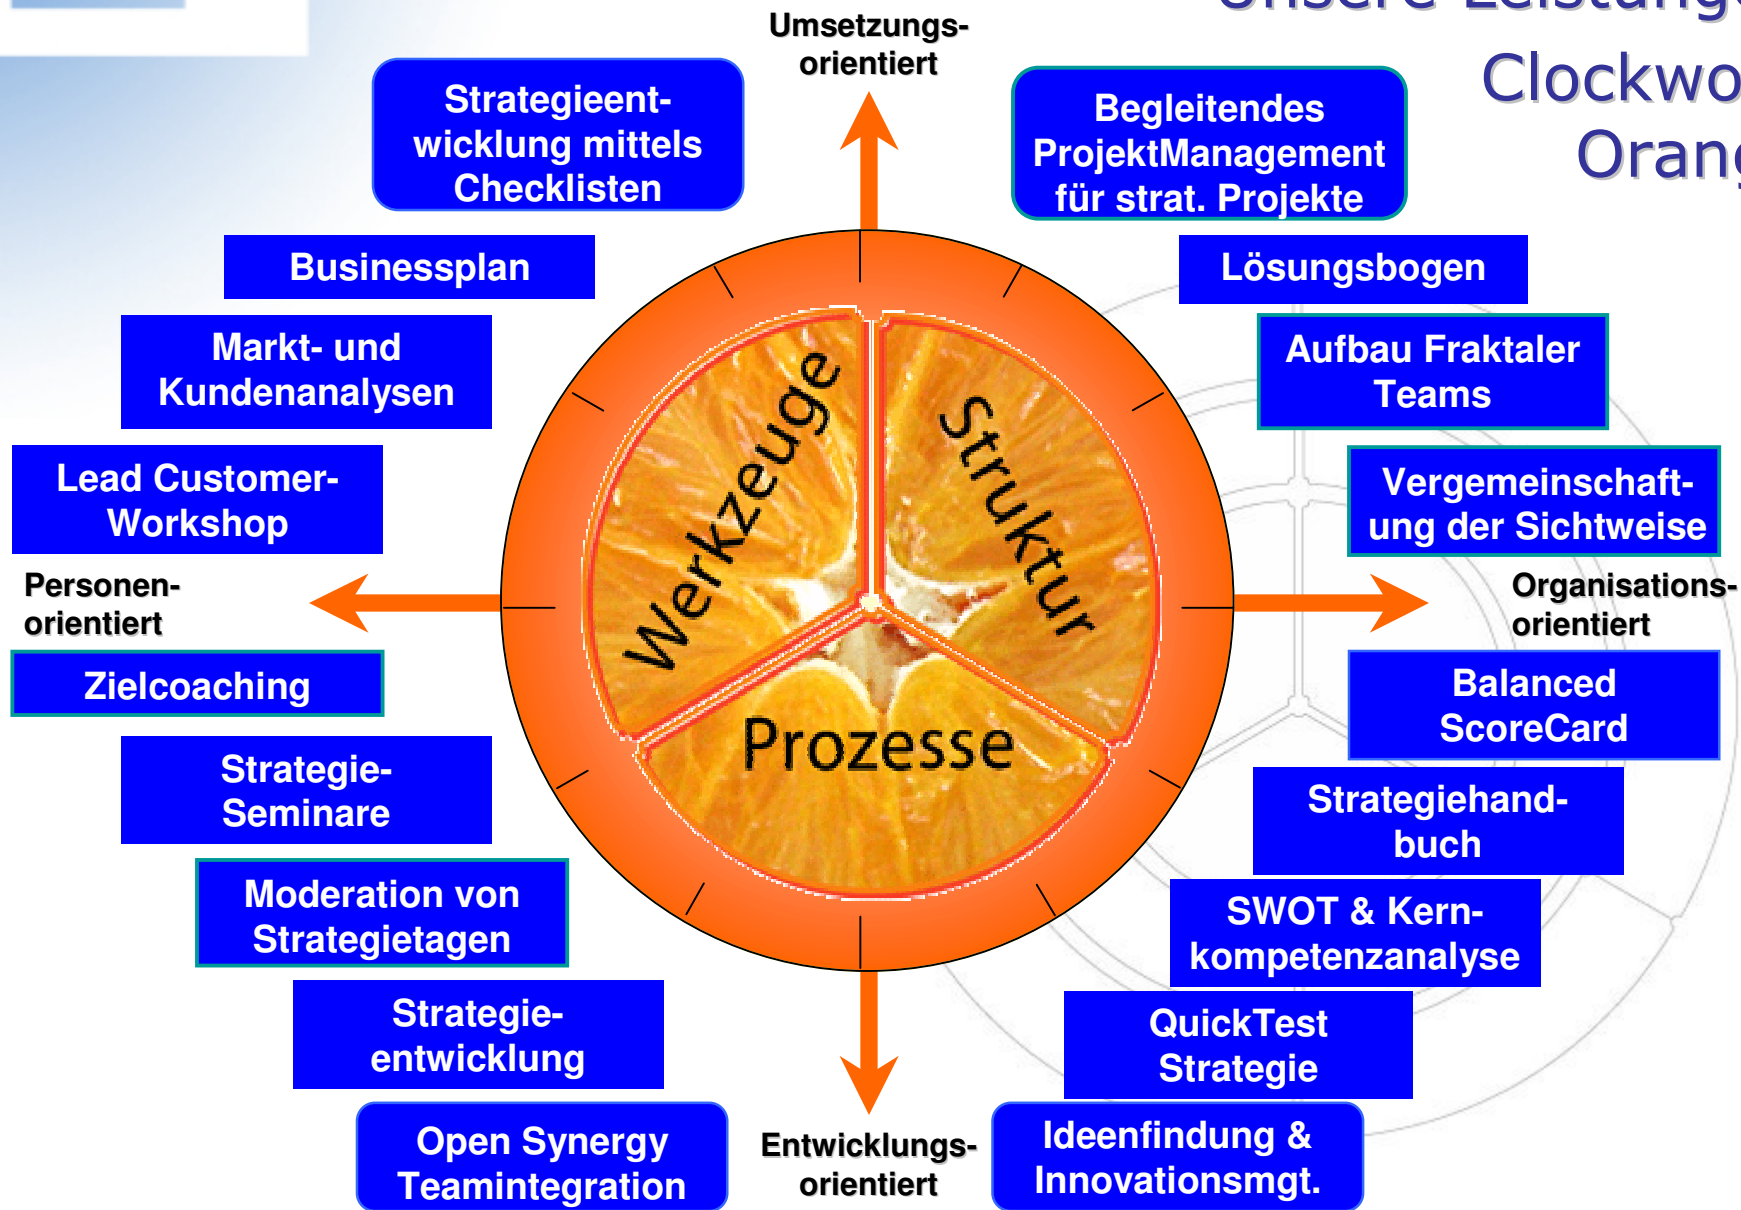 Unsere
Umsetzungs-
orientiert
Strategieent-
wicklung mittels
Checklisten
Begleitendes
ProjektManagement
für strat. Projekte
Businessplan
Lösungsbogen
Markt- und
Kundenanalysen
Aufbau Fraktaler
Teams
Lead Customer-
Workshop
Vergemeinschaft-
ung der Sichtweise
Personen-
orientiert
Organisations-
orientiert
Werkzeuge
Struktur
Prozesse
Zielcoaching
Balanced
ScoreCard
Strategie-
Seminare
Strategiehand-
buch
Moderation von
Strategietagen
SWOT & Kern-
kompetenzanalyse
Strategie-
entwicklung
QuickTest
Strategie
Open Synergy
Teamintegration
Entwicklungs-
orientiert
Ideenfindung &
Innovationsmgt.